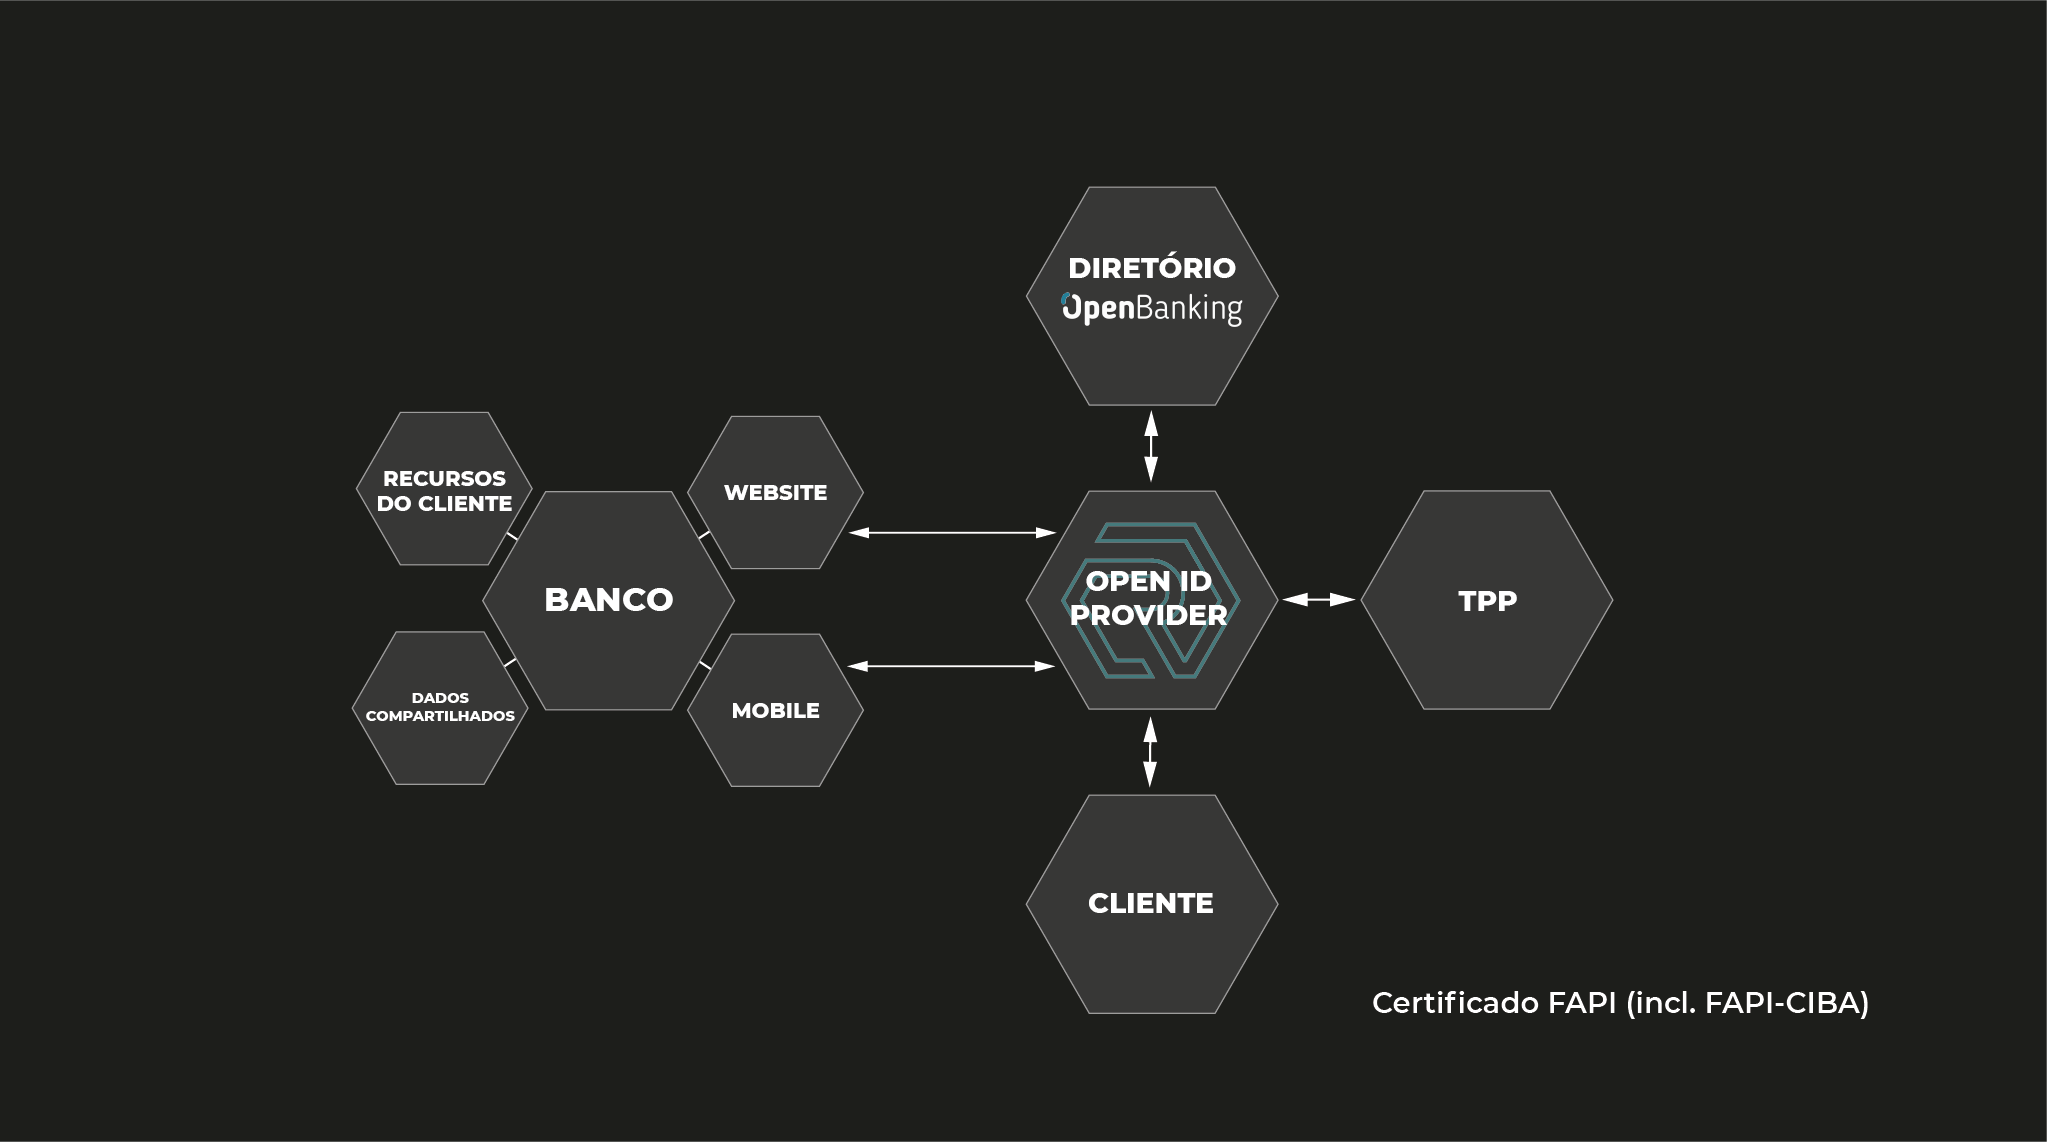 DIRETÓRIO
OpenBanking
RECURSOS
DO CLIENTE
WEBSITE
BANCO
OPEN ID
PROVIDER
TPP
DADOS
COMPARTILHADOS
MOBILE
CLIENTE
Certificado FAPI (incl. FAPI-CIBA)